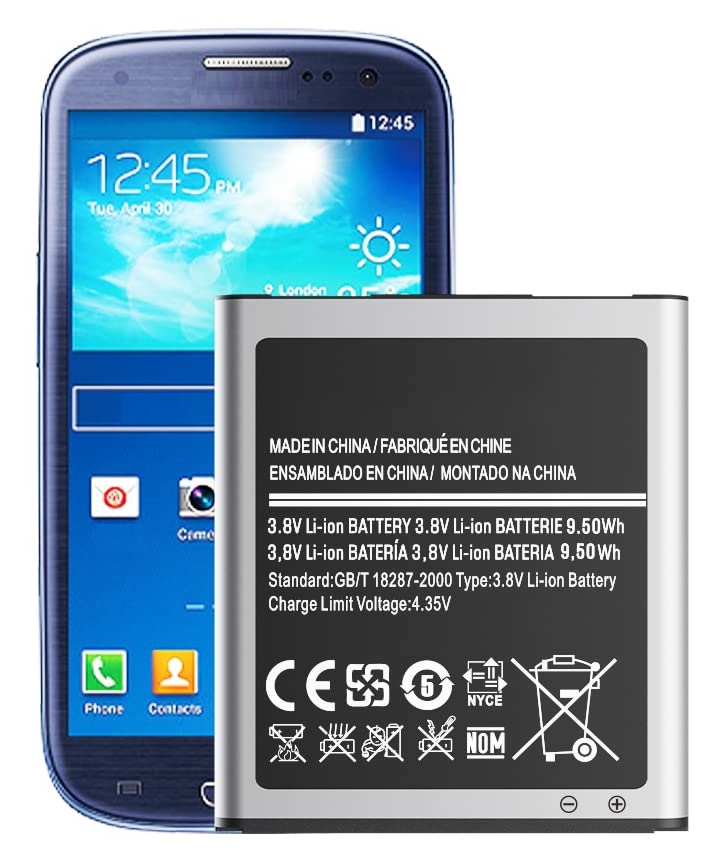 12:45
12:45 PM
Tue, April 30
London
MADE IN CHINA / FABRIQUÉ EN CHINE
ENSAMBLADO EN CHINA / MONTADO NA CHINA
3.8V Li-ion BATTERY 3.8V Li-ion BATTERIE 9.50Wh
3,8V Li-ion BATERÍA 3,8V Li-ion BATERIA 9,50Wh
Standard:GB/T 18287-2000 Type:3.8V Li-ion Battery
Charge Limit Voltage:4.35V
CE
5
NYCE
NOM
Phone
Contacts